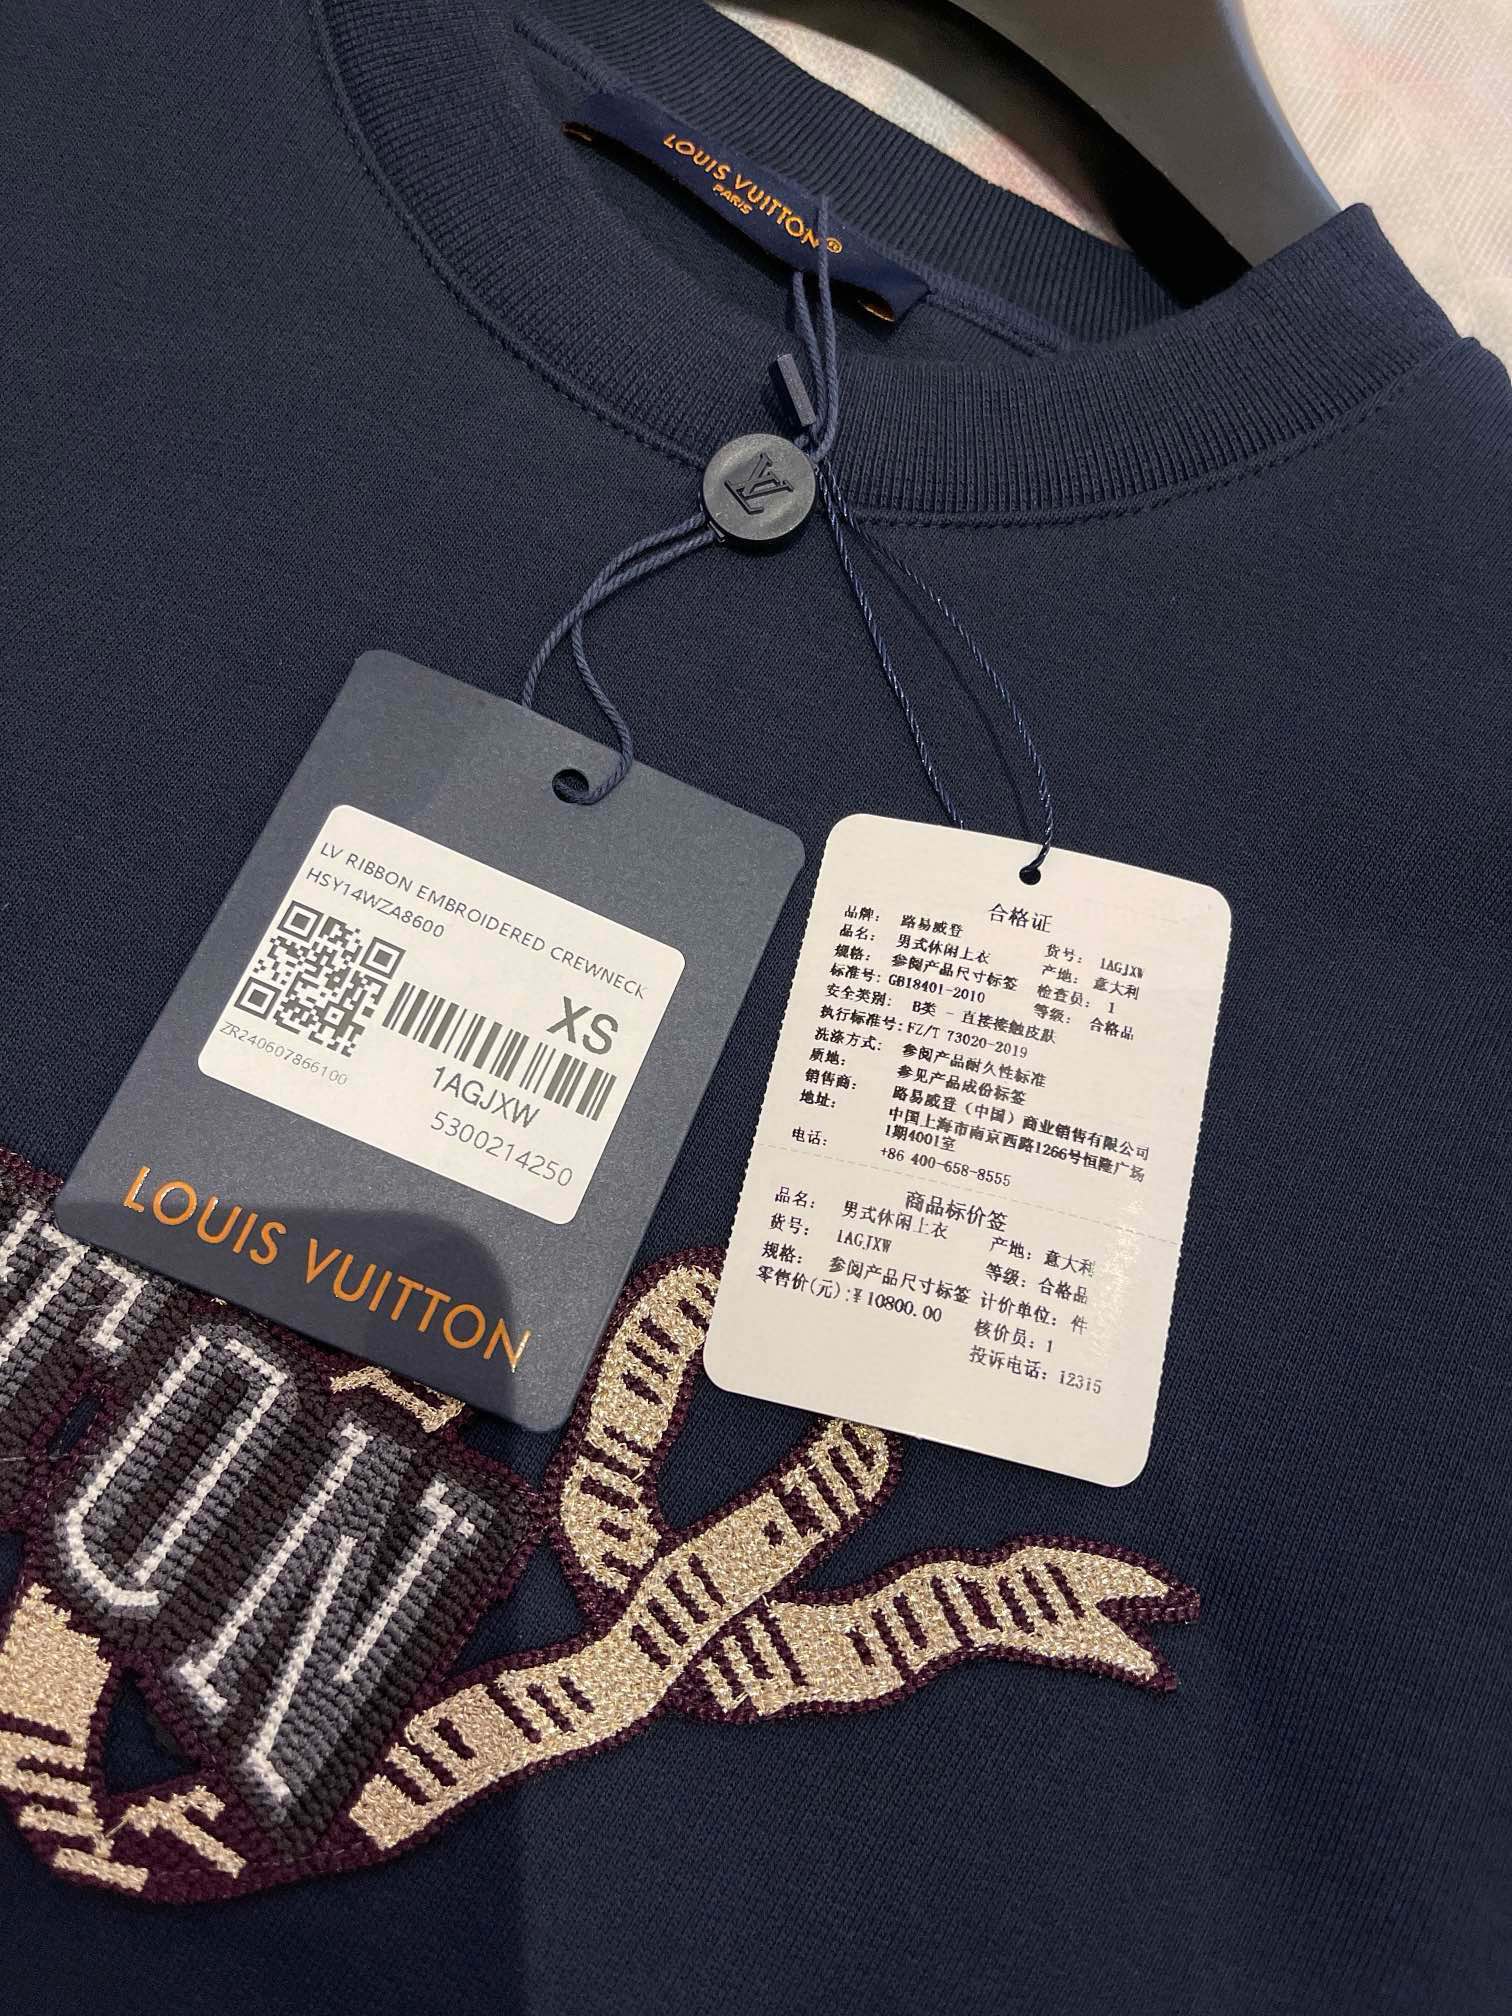 LOUIS VUITTON®
PARIS
LV
LV RIBBON EMBROIDERED CREWNECK
HSY14WZA8600
XS
1AGJXW
5300214250
ZR240607866100
LOUIS VUITTON
合格证
品牌： 路易威登
品名： 男式休闲上衣 货号： 1AGJXW
规格： 参阅产品尺寸标签 产地： 意大利
标准号: GB18401-2010 检查员： 1
安全类别： B类 - 直接接触皮肤 等级： 合格品
执行标准号: FZ/T 73020-2019
洗涤方式： 参阅产品耐久性标准
质地： 参见产品成份标签
销售商： 路易威登（中国）商业销售有限公司
地址： 中国上海市南京西路1266号恒隆广场
1期4001室
电话： +86 400-658-8555
商品标价签
品名： 男式休闲上衣 产地：意大利
货号： 1AGJXW 等级：合格品
规格： 参阅产品尺寸标签 计价单位：件
零售价(元):¥10800.00 核价员：1
投诉电话：12315
TON